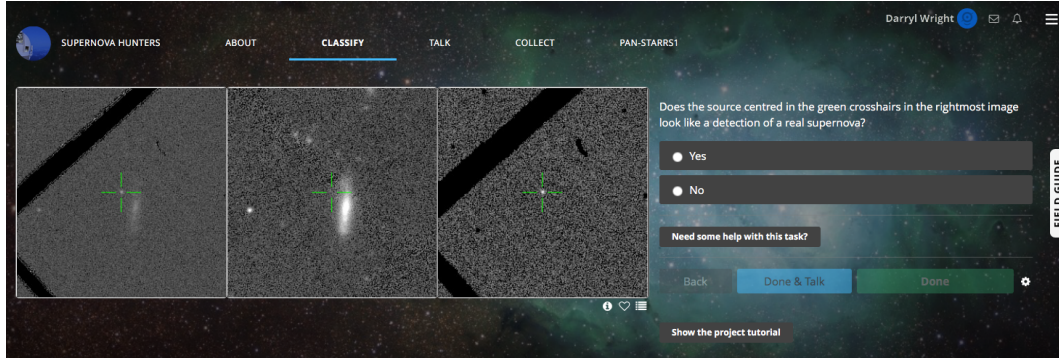 Darryl Wright
SUPERNOVA HUNTERS ABOUT CLASSIFY TALK COLLECT PAN-STARRS1
Does the source centred in the green crosshairs in the rightmost image
look like a detection of a real supernova?
Yes
No
FIELD GUIDE
Need some help with this task?
Back Done & Talk Done
Show the project tutorial